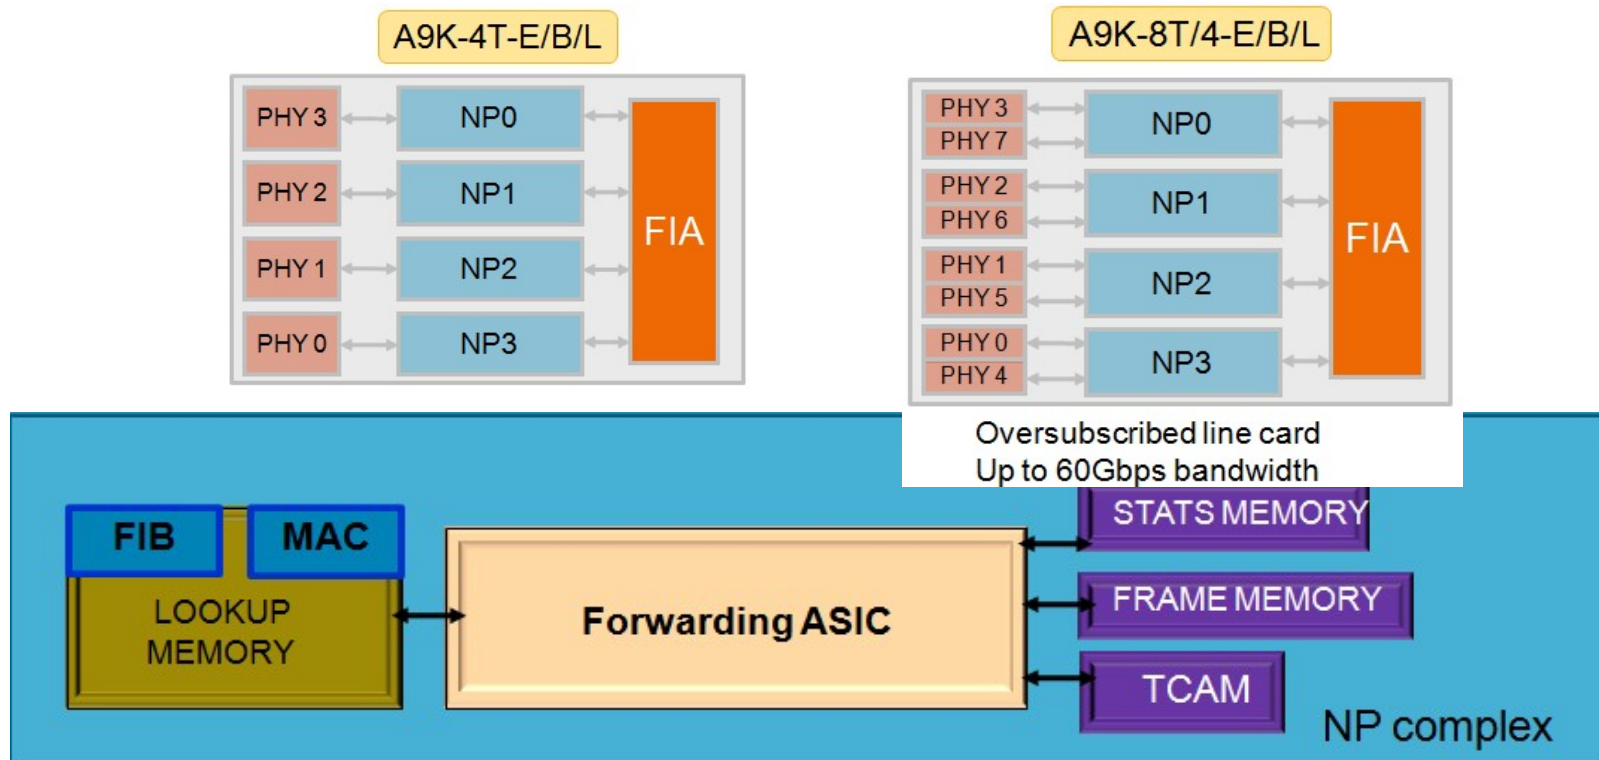 A9K-4T-E/B/L
PHY 3
NP0
PHY 2
NP1
PHY 1
NP2
PHY 0
NP3
FIA
A9K-8T/4-E/B/L
PHY 3
PHY 7
NP0
PHY 2
PHY 6
NP1
PHY 1
PHY 5
NP2
PHY 0
PHY 4
NP3
FIA
Oversubscribed line card
Up to 60Gbps bandwidth
FIB
MAC
LOOKUP
MEMORY
Forwarding ASIC
STATS MEMORY
FRAME MEMORY
TCAM
NP complex